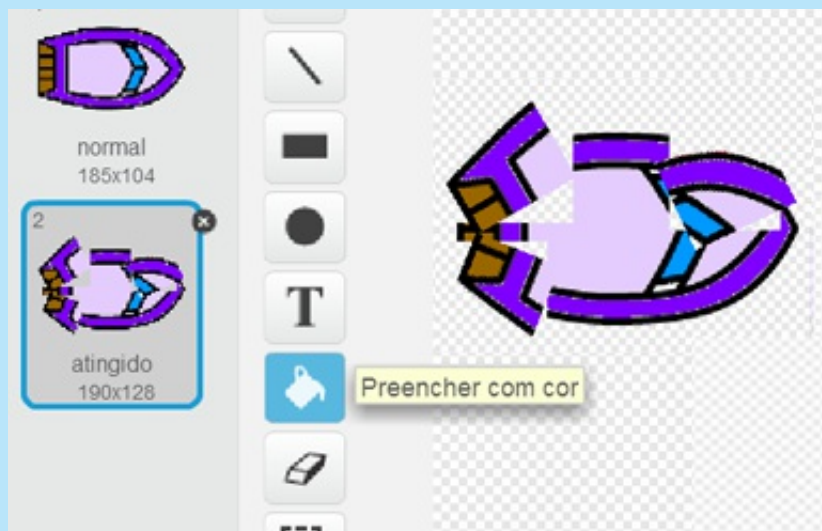 normal
185x104
2
atingido
190x128
T
Preencher com cor